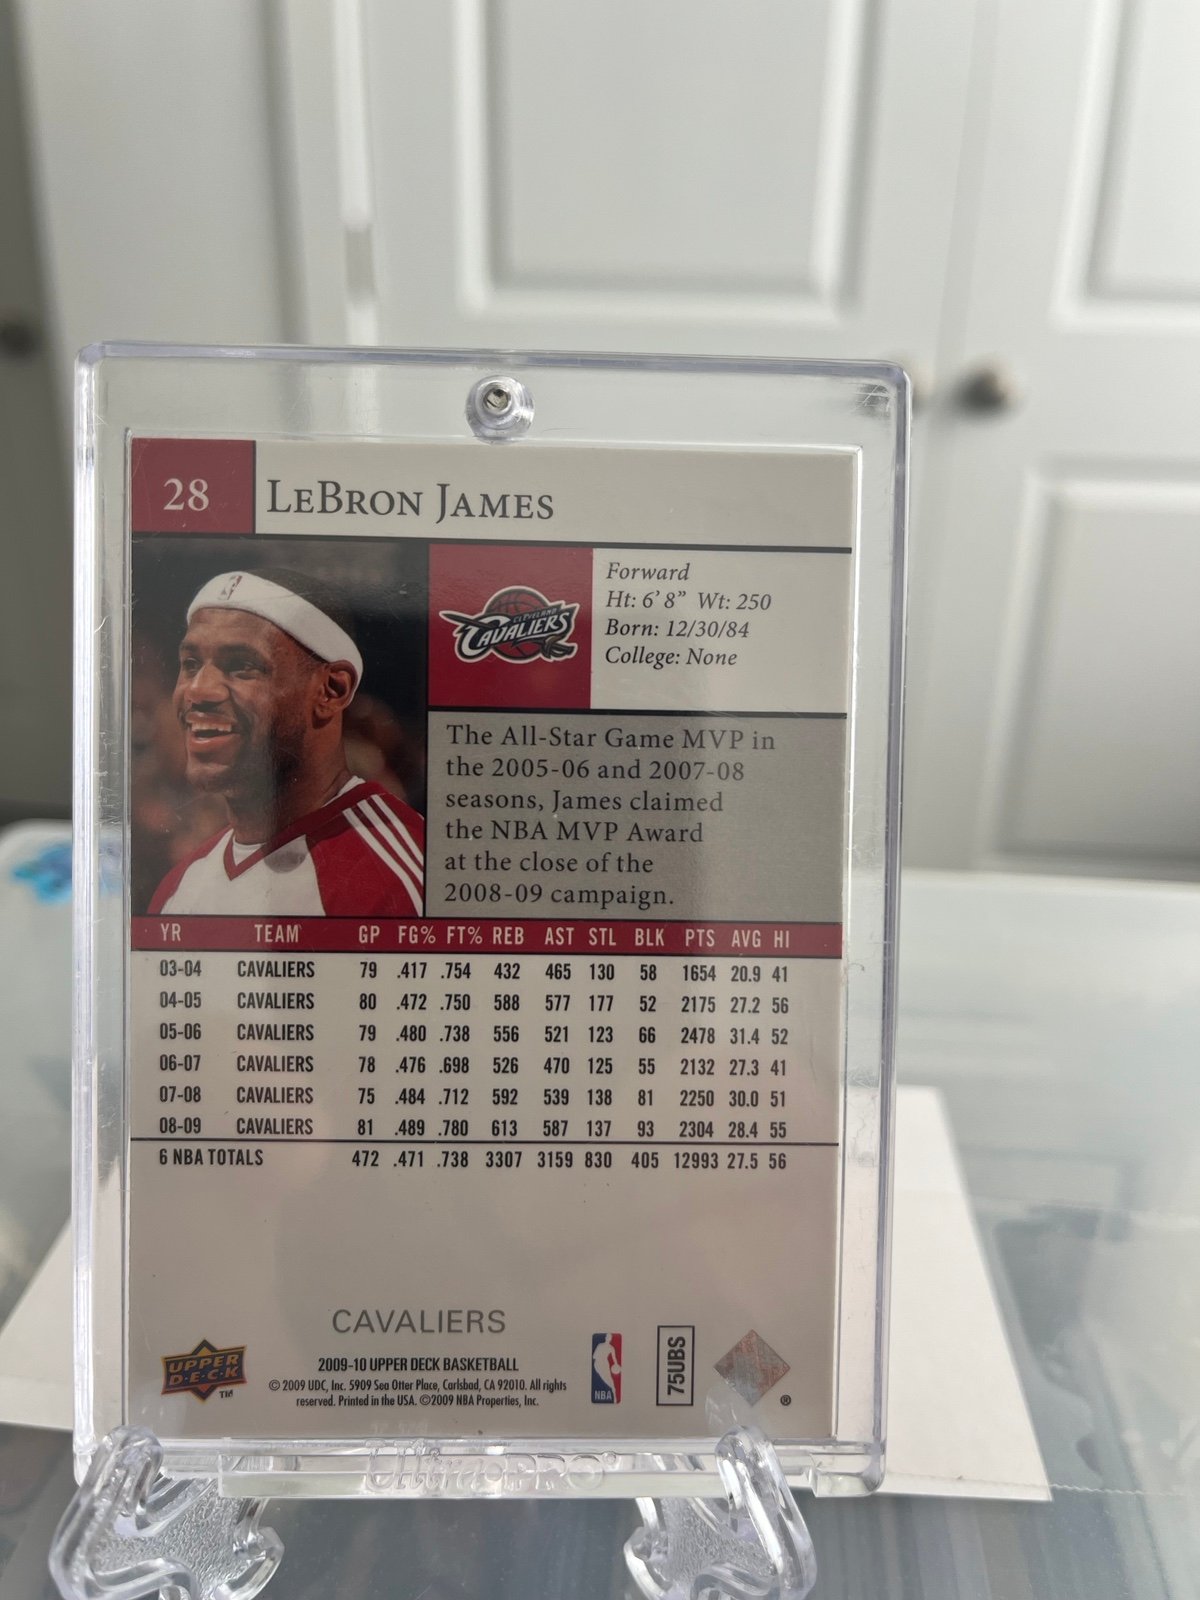 28 LEBRON JAMES
CLEVELAND
CAVALIERS
Forward
Ht: 6'8" Wt: 250
Born: 12/30/84
College: None
The All-Star Game MVP in
the 2005-06 and 2007-08
seasons, James claimed
the NBA MVP Award
at the close of the
2008-09 campaign.
YR TEAM GP FG% FT% REB AST STL BLK PTS AVG HI
03-04 CAVALIERS 79 .417 .754 432 465 130 58 1654 20.9 41
04-05 CAVALIERS 80 .472 .750 588 577 177 52 2175 27.2 56
05-06 CAVALIERS 79 .480 .738 556 521 123 66 2478 31.4 52
06-07 CAVALIERS 78 .476 .698 526 470 125 55 2132 27.3 41
07-08 CAVALIERS 75 .484 .712 592 539 138 81 2250 30.0 51
08-09 CAVALIERS 81 .489 .780 613 587 137 93 2304 28.4 55
6 NBA TOTALS 472 .471 .738 3307 3159 830 405 12993 27.5 56
CAVALIERS
UPPER
D·E·C·K
TM
2009-10 UPPER DECK BASKETBALL
© 2009 UDC, Inc. 5909 Sea Otter Place, Carlsbad, CA 92010. All rights
reserved. Printed in the USA. ©2009 NBA Properties, Inc.
NBA
75UBS
®
UltraPRO®